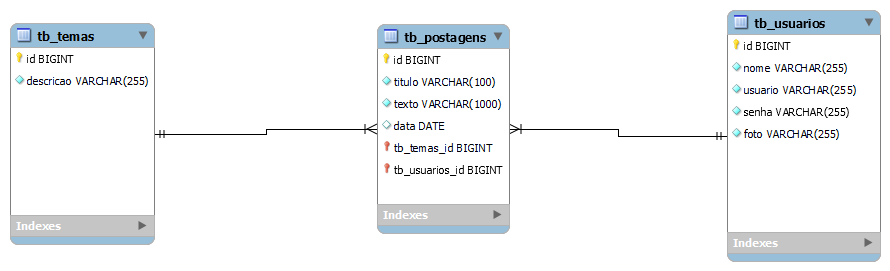 tb_temas
id BIGINT
descricao VARCHAR(255)
Indexes
tb_postagens
id BIGINT
titulo VARCHAR(100)
texto VARCHAR(1000)
data DATE
tb_temas_id BIGINT
tb_usuarios_id BIGINT
Indexes
tb_usuarios
id BIGINT
nome VARCHAR(255)
usuario VARCHAR(255)
senha VARCHAR(255)
foto VARCHAR(255)
Indexes